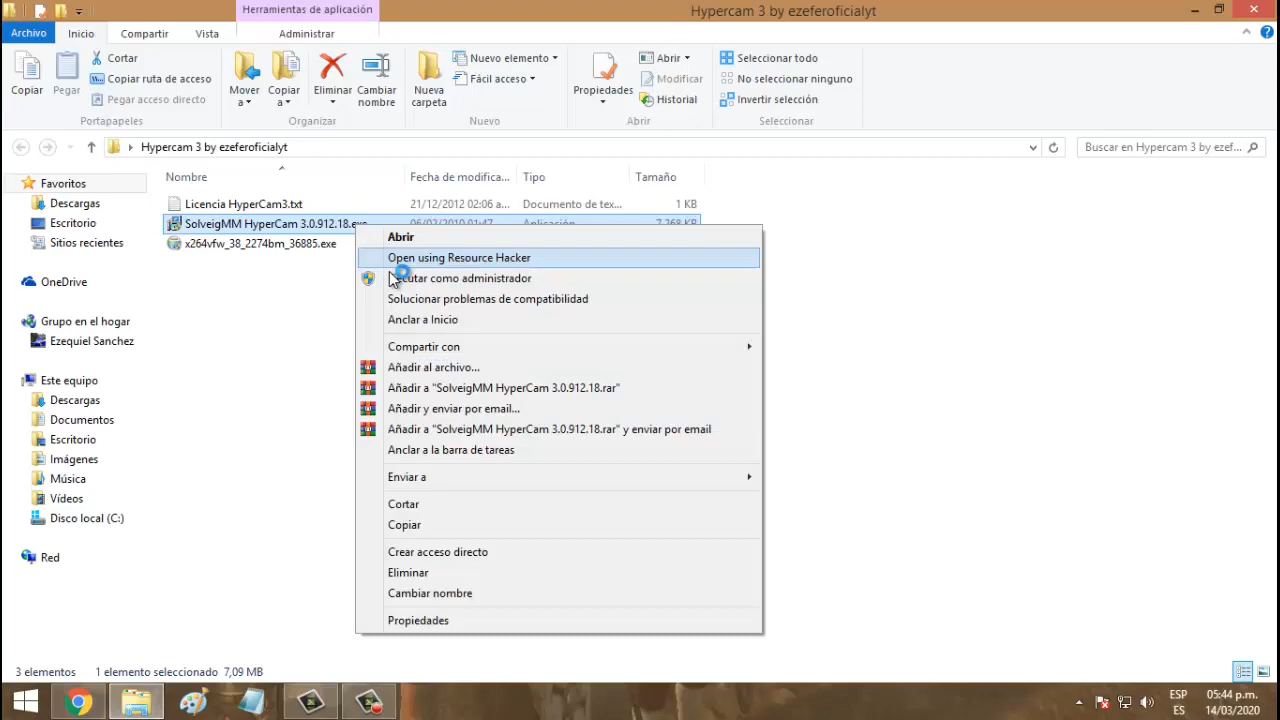 Herramientas de aplicación
Hypercam 3 by ezeferoficialyt
Archivo
Inicio
Compartir
Vista
Administrar
Copiar
Pegar
Cortar
Copiar ruta de acceso
Pegar acceso directo
Portapapeles
Mover a
Copiar a
Eliminar
Cambiar nombre
Organizar
Nueva carpeta
Nuevo elemento
Fácil acceso
Nuevo
Propiedades
Abrir
Modificar
Historial
Abrir
Seleccionar todo
No seleccionar ninguno
Invertir selección
Seleccionar
Hypercam 3 by ezeferoficialyt
Buscar en Hypercam 3 by ezef...
Favoritos
Descargas
Escritorio
Sitios recientes
OneDrive
Grupo en el hogar
Ezequiel Sanchez
Este equipo
Descargas
Documentos
Escritorio
Imágenes
Música
Vídeos
Disco local (C:)
Red
Nombre
Fecha de modifica...
Tipo
Tamaño
Licencia HyperCam3.txt
21/12/2012 02:06 a...
Documento de tex...
1 KB
SolveigMM HyperCam 3.0.912.18.exe
Aplicación
7.268 KB
x264vfw_38_2274bm_36885.exe
Abrir
Open using Resource Hacker
cutar como administrador
Solucionar problemas de compatibilidad
Anclar a Inicio
Compartir con
Añadir al archivo...
Añadir a "SolveigMM HyperCam 3.0.912.18.rar"
Añadir y enviar por email...
Añadir a "SolveigMM HyperCam 3.0.912.18.rar" y enviar por email
Anclar a la barra de tareas
Enviar a
Cortar
Copiar
Crear acceso directo
Eliminar
Cambiar nombre
Propiedades
3 elementos
1 elemento seleccionado 7,09 MB
ESP
ES
05:44 p.m.
14/03/2020